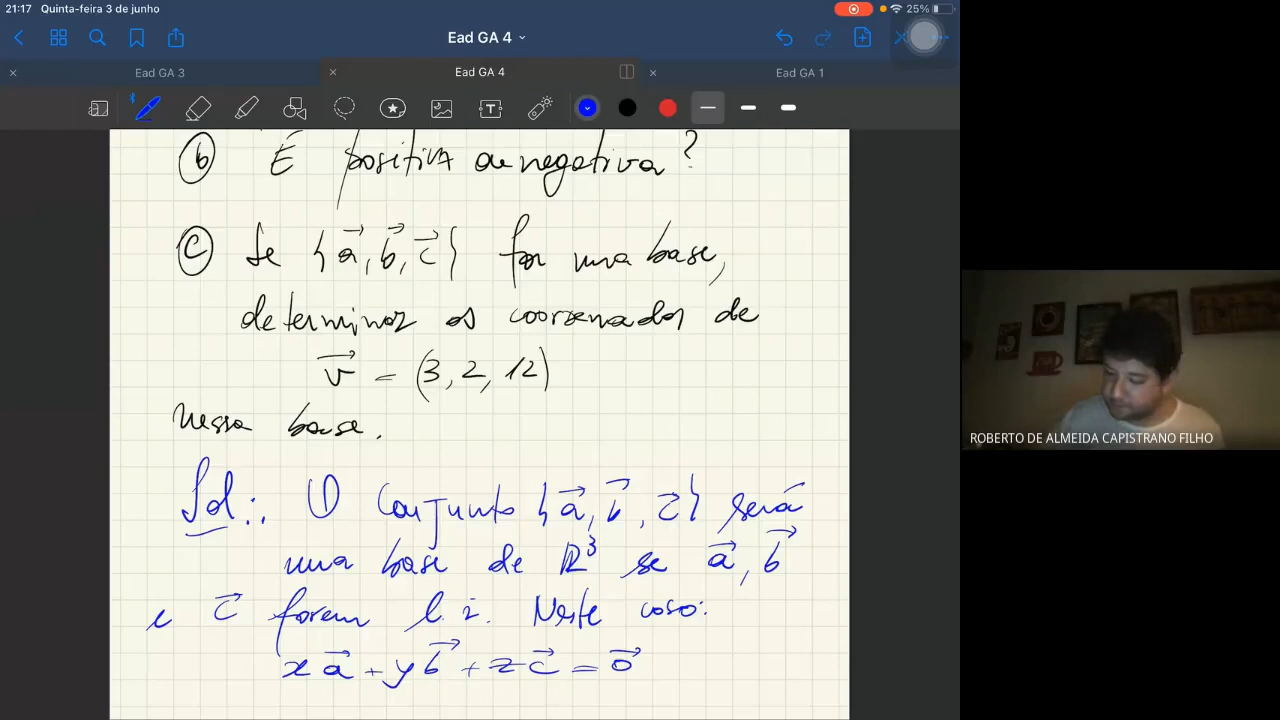 21:17 Quinta-feira 3 de junho
25%
Ead GA 4
Ead GA 3
Ead GA 4
Ead GA 1
T
b É positiva ou negativa?
c Se {a⃗, b⃗, c⃗} for uma base,
determinar as coordenadas de
v⃗ = (3, 2, 12)
nessa base.
Sol.: O conjunto {a⃗, b⃗, c⃗} será
uma base de ℝ³ se a⃗, b⃗
e c⃗ forem l.i. Neste caso:
xa⃗ + yb⃗ + zc⃗ = 0⃗
ROBERTO DE ALMEIDA CAPISTRANO FILHO